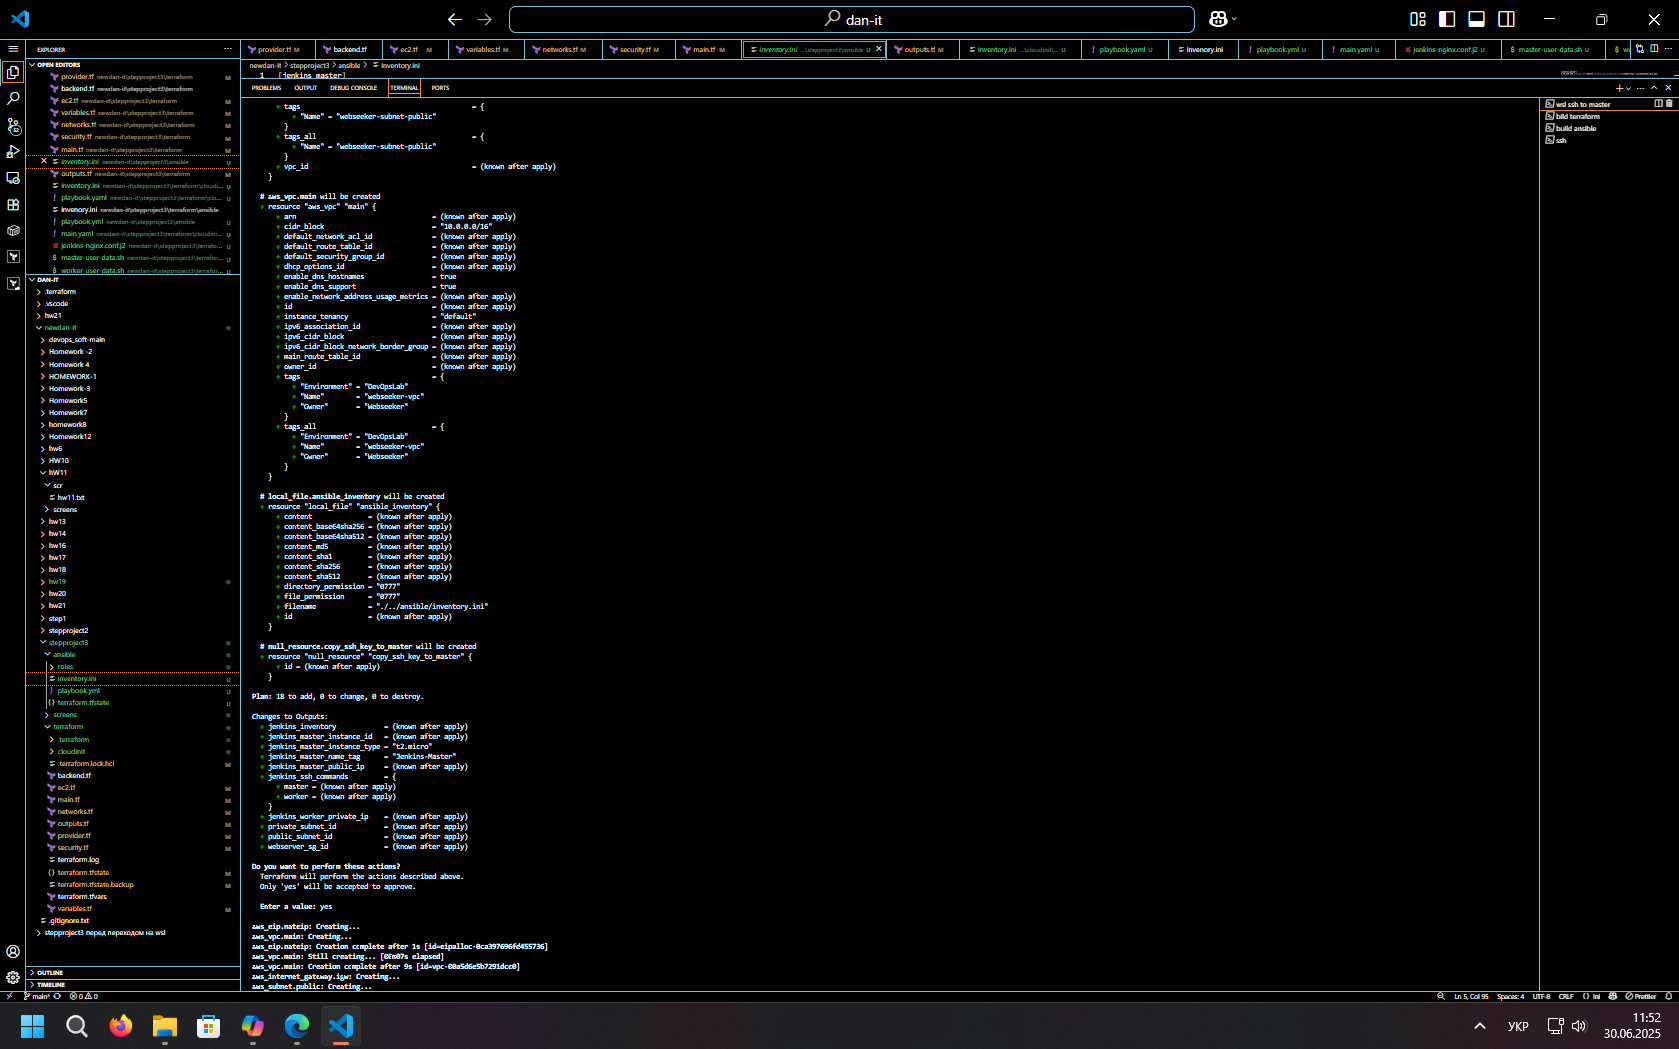 dan-it
EXPLORER
OPEN EDITORS
provider.tf newdan-it\stepproject3\terraform M
backend.tf newdan-it\stepproject3\terraform
ec2.tf newdan-it\stepproject3\terraform M
variables.tf newdan-it\stepproject3\terraform M
networks.tf newdan-it\stepproject3\terraform M
security.tf newdan-it\stepproject3\terraform M
main.tf newdan-it\stepproject3\terraform M
inventory.ini newdan-it\stepproject3\ansible U
outputs.tf newdan-it\stepproject3\terraform M
inventory.ini newdan-it\stepproject3\terraform\cloudini... U
playbook.yaml newdan-it\stepproject3\terraform\clo... U
invenory.ini newdan-it\stepproject3\terraform\ansible
playbook.yml newdan-it\stepproject3\ansible U
main.yaml newdan-it\stepproject3\terraform\cloudini... U
jenkins-nginx.conf.j2 newdan-it\stepproject3\terrafo... U
master-user-data.sh newdan-it\stepproject3\terrafor... U
worker-user-data.sh newdan-it\stepproject3\terrafor... U
DAN-IT
.terraform
.vscode
hw21
newdan-it
devops_soft-main
Homework -2
Homework 4
HOMEWORK-1
Homework-3
Homework5
Homework7
homework8
Homework12
hw6
HW10
hW11
scr
hw11.txt
screens
hw13
hw14
hw16
hw17
hw18
hw19
hw20
hw21
step1
stepproject2
stepproject3
ansible
roles
inventory.ini U
playbook.yml U
terraform.tfstate U
screens
terraform
.terraform
cloudinit
.terraform.lock.hcl M
backend.tf
ec2.tf M
main.tf M
networks.tf M
outputs.tf M
provider.tf M
security.tf M
terraform.log
terraform.tfstate M
terraform.tfstate.backup M
terraform.tfvars
variables.tf M
.gitignore.txt
stepproject3 перед переходом на wsl
OUTLINE
TIMELINE
provider.tf M
backend.tf
ec2.tf M
variables.tf M
networks.tf M
security.tf M
main.tf M
inventory.ini ...\stepproject3\ansible U
outputs.tf M
inventory.ini ...\cloudinit\... U
playbook.yaml U
invenory.ini
playbook.yml U
main.yaml U
jenkins-nginx.conf.j2 U
master-user-data.sh U
newdan-it > stepproject3 > ansible > inventory.ini
1 [jenkins_master]
PROBLEMS OUTPUT DEBUG CONSOLE TERMINAL PORTS
+ tags = {
+ "Name" = "webseeker-subnet-public"
}
+ tags_all = {
+ "Name" = "webseeker-subnet-public"
}
+ vpc_id = (known after apply)
}
# aws_vpc.main will be created
+ resource "aws_vpc" "main" {
+ arn = (known after apply)
+ cidr_block = "10.0.0.0/16"
+ default_network_acl_id = (known after apply)
+ default_route_table_id = (known after apply)
+ default_security_group_id = (known after apply)
+ dhcp_options_id = (known after apply)
+ enable_dns_hostnames = true
+ enable_dns_support = true
+ enable_network_address_usage_metrics = (known after apply)
+ id = (known after apply)
+ instance_tenancy = "default"
+ ipv6_association_id = (known after apply)
+ ipv6_cidr_block = (known after apply)
+ ipv6_cidr_block_network_border_group = (known after apply)
+ main_route_table_id = (known after apply)
+ owner_id = (known after apply)
+ tags = {
+ "Environment" = "DevOpsLab"
+ "Name" = "webseeker-vpc"
+ "Owner" = "Webseeker"
}
+ tags_all = {
+ "Environment" = "DevOpsLab"
+ "Name" = "webseeker-vpc"
+ "Owner" = "Webseeker"
}
}
# local_file.ansible_inventory will be created
+ resource "local_file" "ansible_inventory" {
+ content = (known after apply)
+ content_base64sha256 = (known after apply)
+ content_base64sha512 = (known after apply)
+ content_md5 = (known after apply)
+ content_sha1 = (known after apply)
+ content_sha256 = (known after apply)
+ content_sha512 = (known after apply)
+ directory_permission = "0777"
+ file_permission = "0777"
+ filename = "./../ansible/inventory.ini"
+ id = (known after apply)
}
# null_resource.copy_ssh_key_to_master will be created
+ resource "null_resource" "copy_ssh_key_to_master" {
+ id = (known after apply)
}
Plan: 18 to add, 0 to change, 0 to destroy.
Changes to Outputs:
+ jenkins_inventory = (known after apply)
+ jenkins_master_instance_id = (known after apply)
+ jenkins_master_instance_type = "t2.micro"
+ jenkins_master_name_tag = "Jenkins-Master"
+ jenkins_master_public_ip = (known after apply)
+ jenkins_ssh_commands = {
+ master = (known after apply)
+ worker = (known after apply)
}
+ jenkins_worker_private_ip = (known after apply)
+ private_subnet_id = (known after apply)
+ public_subnet_id = (known after apply)
+ webserver_sg_id = (known after apply)
Do you want to perform these actions?
Terraform will perform the actions described above.
Only 'yes' will be accepted to approve.
Enter a value: yes
aws_eip.nateip: Creating...
aws_vpc.main: Creating...
aws_eip.nateip: Creation complete after 1s [id=eipalloc-0ca397696fd455736]
aws_vpc.main: Still creating... [00m07s elapsed]
aws_vpc.main: Creation complete after 9s [id=vpc-00a5d6e5b7291dce0]
aws_internet_gateway.igw: Creating...
aws_subnet.public: Creating...
wsl ssh to master
bild terraform
build ansible
ssh
main* 0 0
Ln 5, Col 95 Spaces: 4 UTF-8 CRLF Ini Prettier
УКР
11:52
30.06.2025